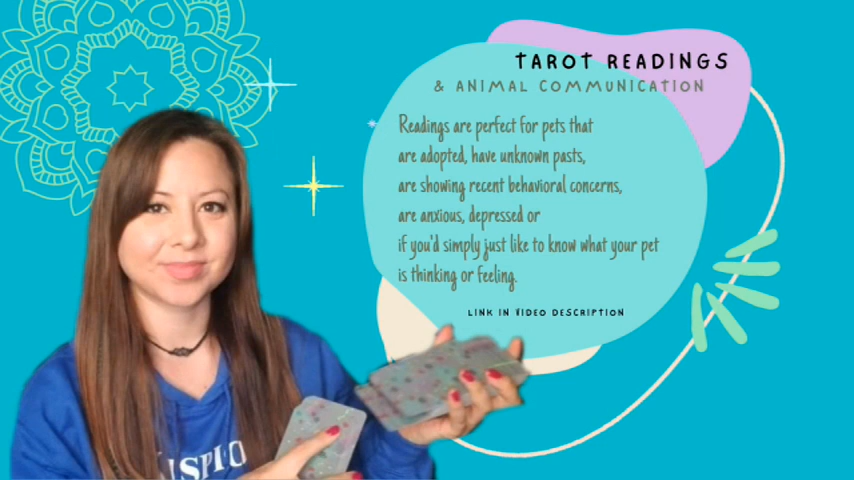 TAROT READINGS
& ANIMAL COMMUNICATION
Readings are perfect for pets that
are adopted, have unknown pasts,
are showing recent behavioral concerns,
are anxious, depressed or
if you'd simply just like to know what your pet
is thinking or feeling.
LINK IN VIDEO DESCRIPTION